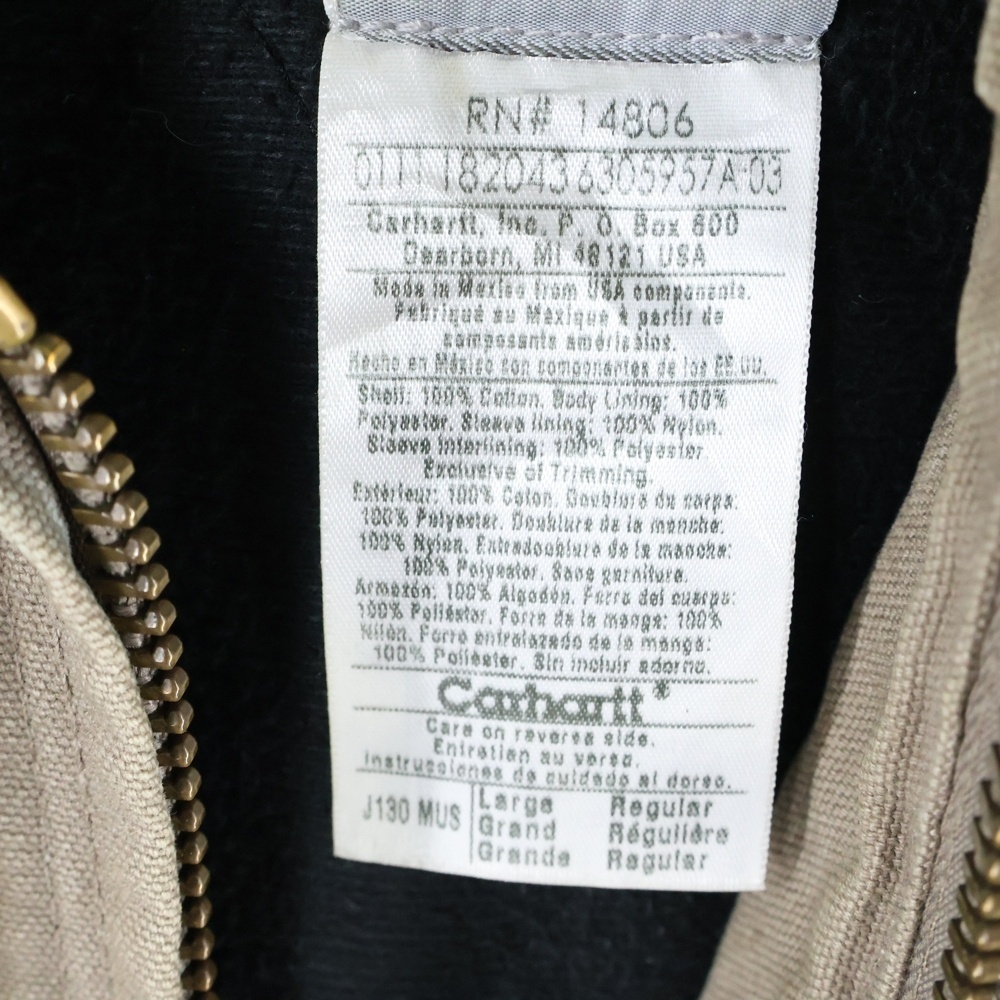 RN# 14806
0111 1820436305957A 03
Carhartt, Inc. P. O. Box 600
Dearborn, MI 48121 USA
Made in Mexico from USA components.
Fabriqué au Mexique à partir de
composants américains.
Hecho en México con componentes de los EE.UU.
Shell: 100% Cotton. Body Lining: 100%
Polyester. Sleeve lining: 100% Nylon.
Sleeve Interlining: 100% Polyester
Exclusive of Trimming.
Extérieur: 100% Coton. Doublure de corps:
100% Polyester. Doublure de la manche:
100% Nylon. Entredoublure de la manche:
100% Polyester. Sans garniture.
Armazón: 100% Algodón. Forro del cuerpo:
100% Poliéster. Forro de la manga: 100%
Nilón. Forro entrelazado de la manga:
100% Poliéster. Sin incluir adorno.
Carhartt®
Care on reverse side.
Entretien au verso.
Instrucciones de cuidado al dorso.
J130 MUS
Large Regular
Grand Régulière
Grande Regular